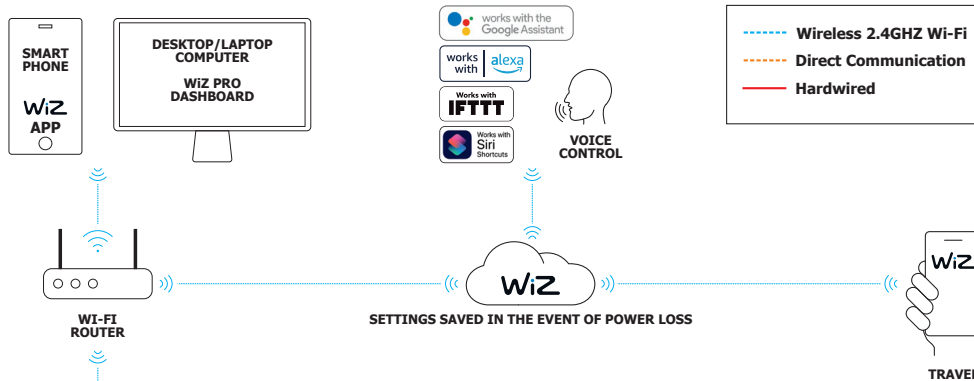 SMART
PHONE
WiZ
APP
DESKTOP/LAPTOP
COMPUTER
WiZ PRO
DASHBOARD
works with the
Google Assistant
works
with
alexa
Works with
IFTTT
Works with
Siri
Shortcuts
VOICE
CONTROL
Wireless 2.4GHZ Wi-Fi
Direct Communication
Hardwired
WI-FI
ROUTER
WiZ
SETTINGS SAVED IN THE EVENT OF POWER LOSS
WiZ
TRAVEL